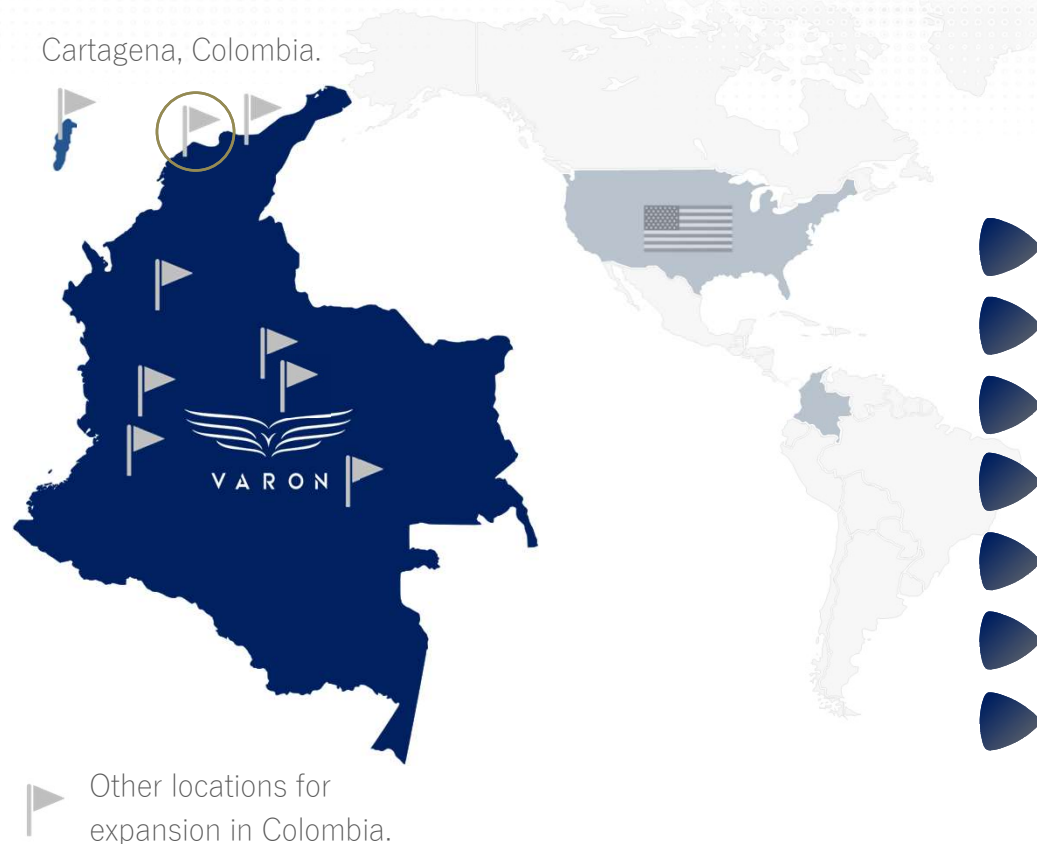 Cartagena, Colombia.
VARON
Other locations for
expansion in Colombia.